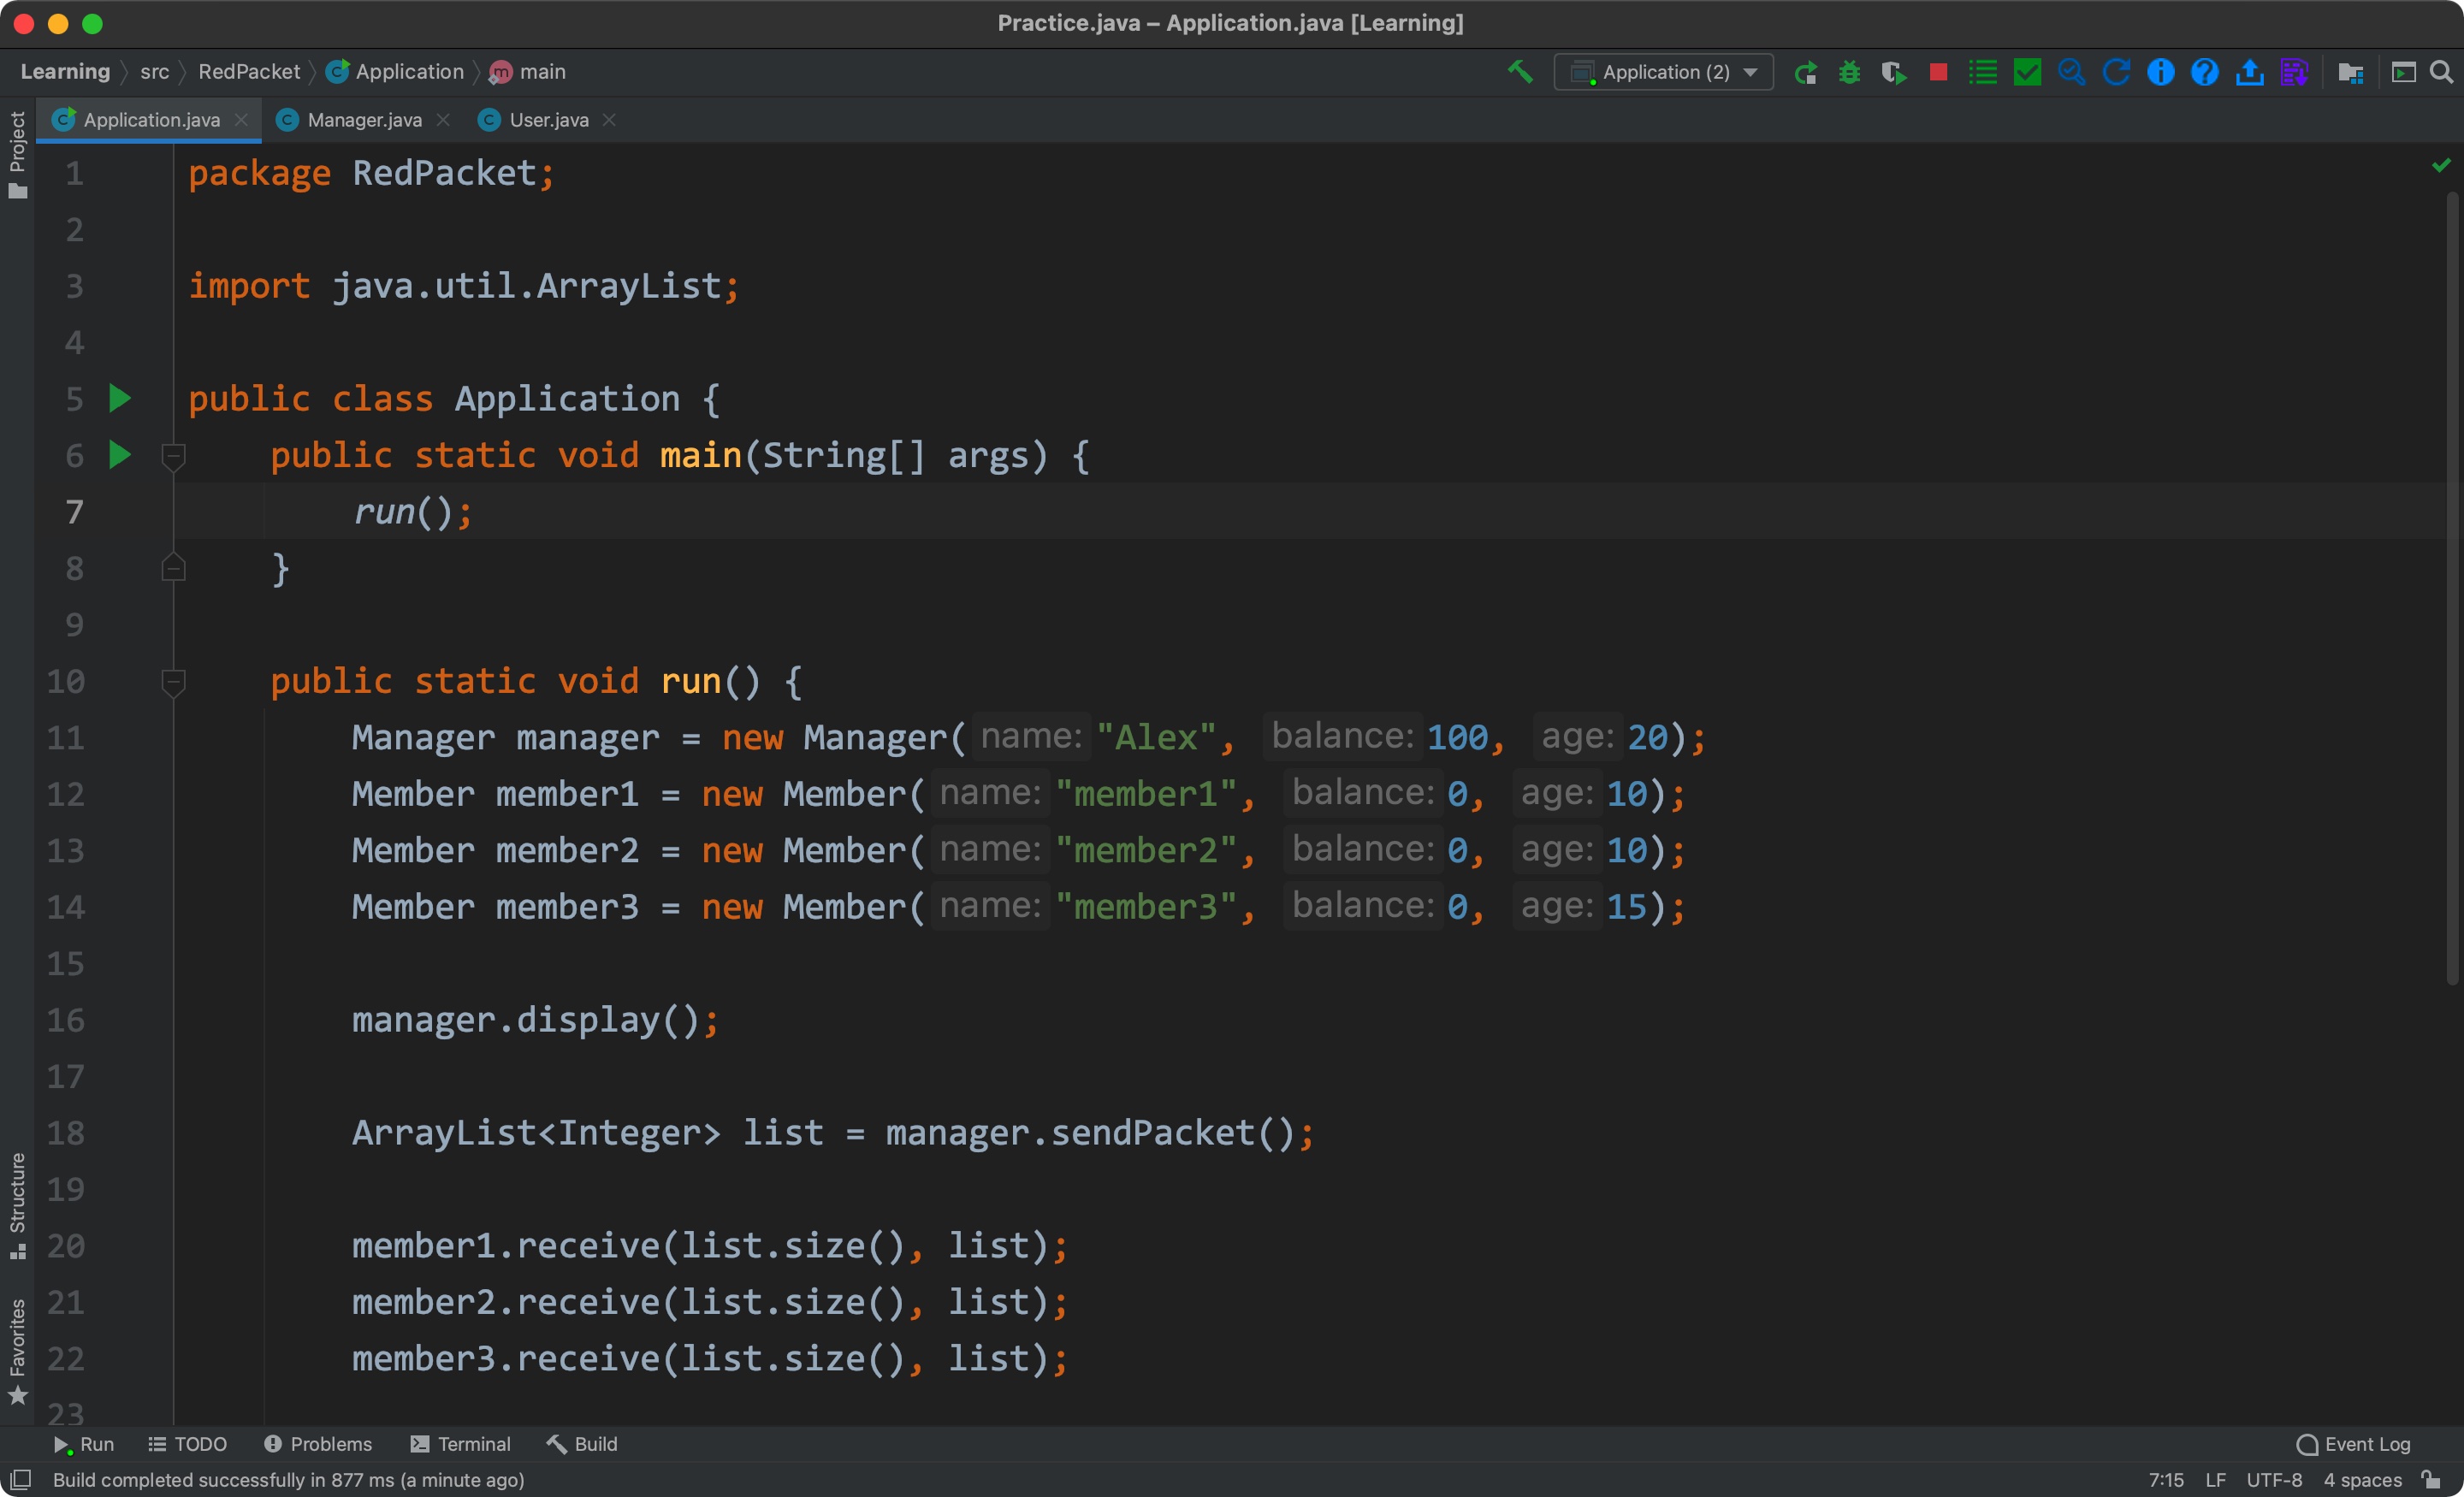 Practice.java – Application.java [Learning]
Learning src RedPacket Application main
Application (2)
Application.java Manager.java User.java
Project
1 package RedPacket;
2
3 import java.util.ArrayList;
4
5 public class Application {
6 public static void main(String[] args) {
7 run();
8 }
9
10 public static void run() {
11 Manager manager = new Manager( name: "Alex", balance: 100, age: 20);
12 Member member1 = new Member( name: "member1", balance: 0, age: 10);
13 Member member2 = new Member( name: "member2", balance: 0, age: 10);
14 Member member3 = new Member( name: "member3", balance: 0, age: 15);
15
16 manager.display();
17
18 ArrayList<Integer> list = manager.sendPacket();
19
20 member1.receive(list.size(), list);
21 member2.receive(list.size(), list);
22 member3.receive(list.size(), list);
23
Structure
Favorites
Run TODO Problems Terminal Build Event Log
Build completed successfully in 877 ms (a minute ago) 7:15 LF UTF-8 4 spaces